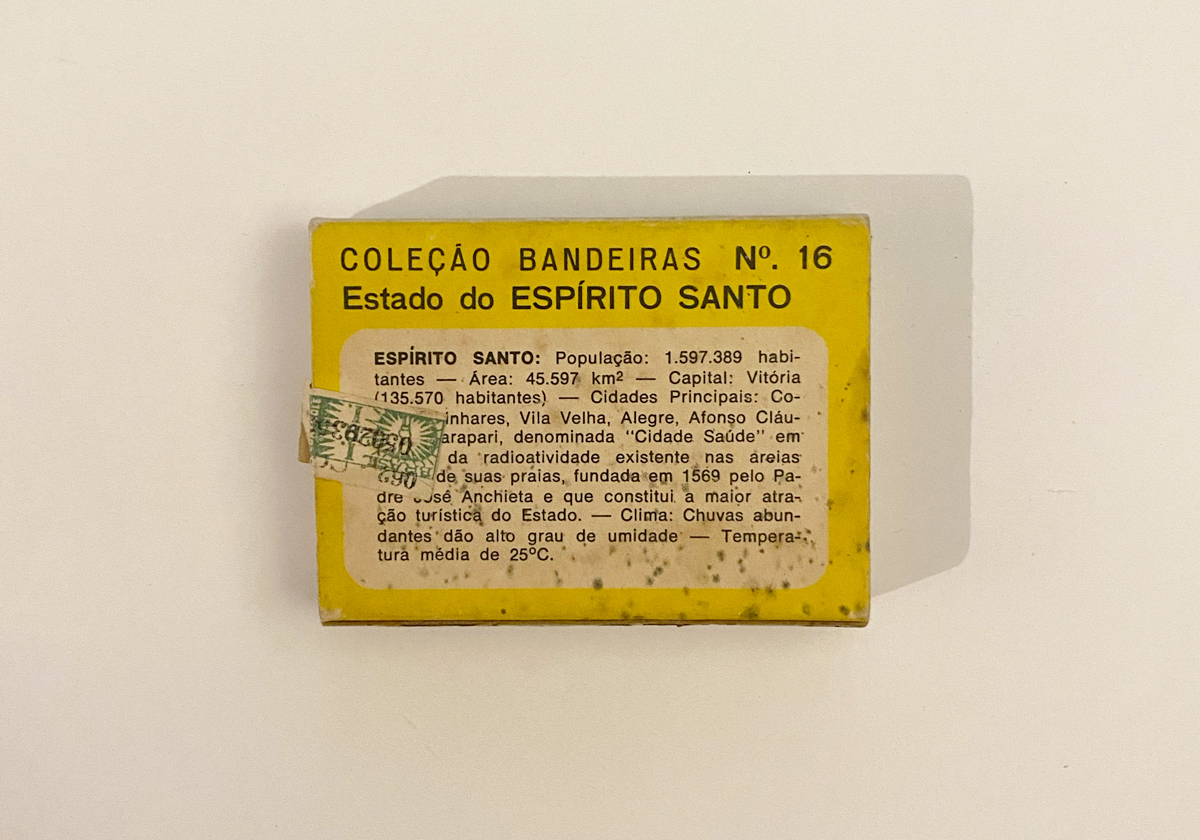 COLEÇÃO BANDEIRAS Nº. 16
Estado do ESPÍRITO SANTO
ESPÍRITO SANTO: População: 1.597.389 habi-
tantes — Área: 45.597 km² — Capital: Vitória
(135.570 habitantes) — Cidades Principais: Co-
inhares, Vila Velha, Alegre, Afonso Cláu-
arapari, denominada "Cidade Saúde" em
da radioatividade existente nas areias
de suas praias, fundada em 1569 pelo Pa-
dre José Anchieta e que constitui a maior atra-
ção turística do Estado. — Clima: Chuvas abun-
dantes dão alto grau de umidade — Tempera-
tura média de 25ºC.